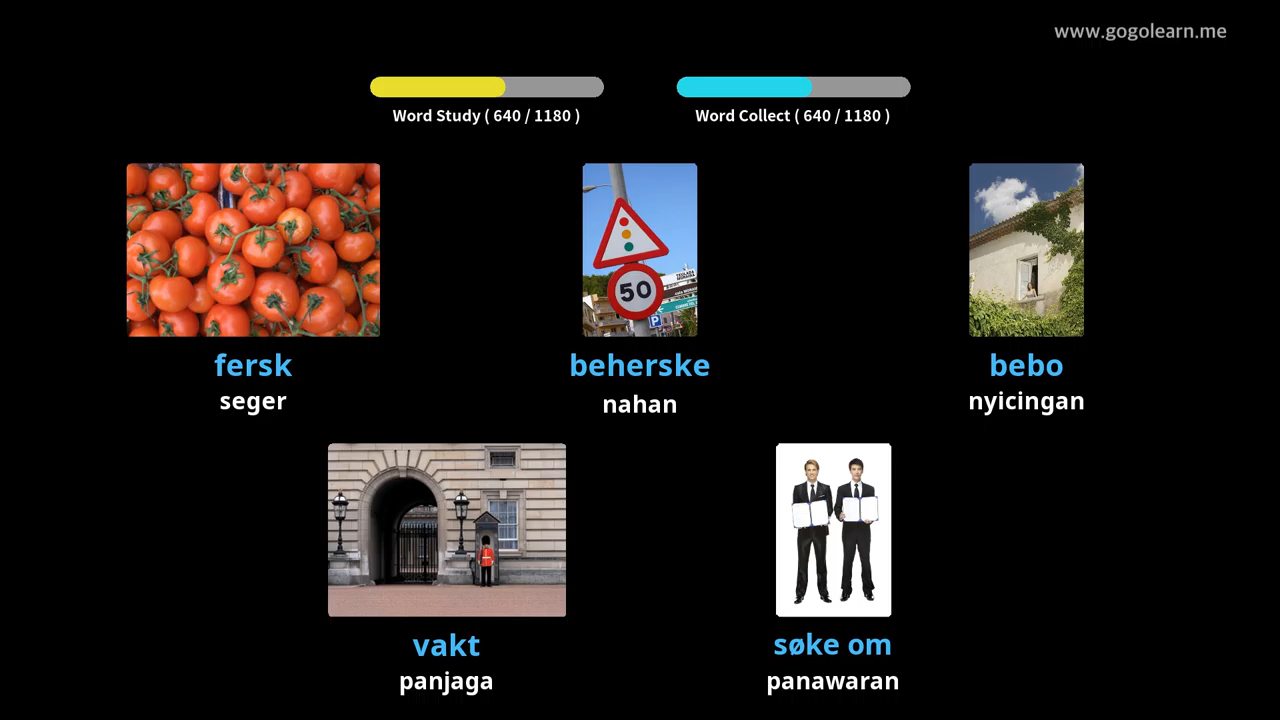 www.gogolearn.me
Word Study ( 640 / 1180 )
Word Collect ( 640 / 1180 )
50
P
fersk
beherske
bebo
seger
nahan
nyicingan
vakt
søke om
panjaga
panawaran